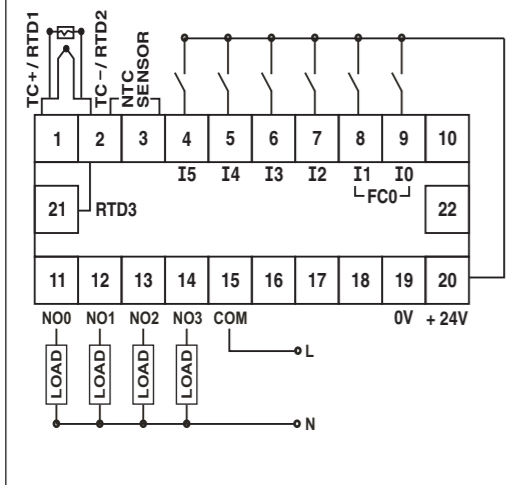 TC+/ RTD1
TC−/ RTD2
NTC
SENSOR
1 2 3 4 5 6 7 8 9 10
I5 I4 I3 I2 I1 I0
FC0
21 RTD3 22
11 12 13 14 15 16 17 18 19 20
NO0 NO1 NO2 NO3 COM 0V + 24V
LOAD LOAD LOAD LOAD
L
N